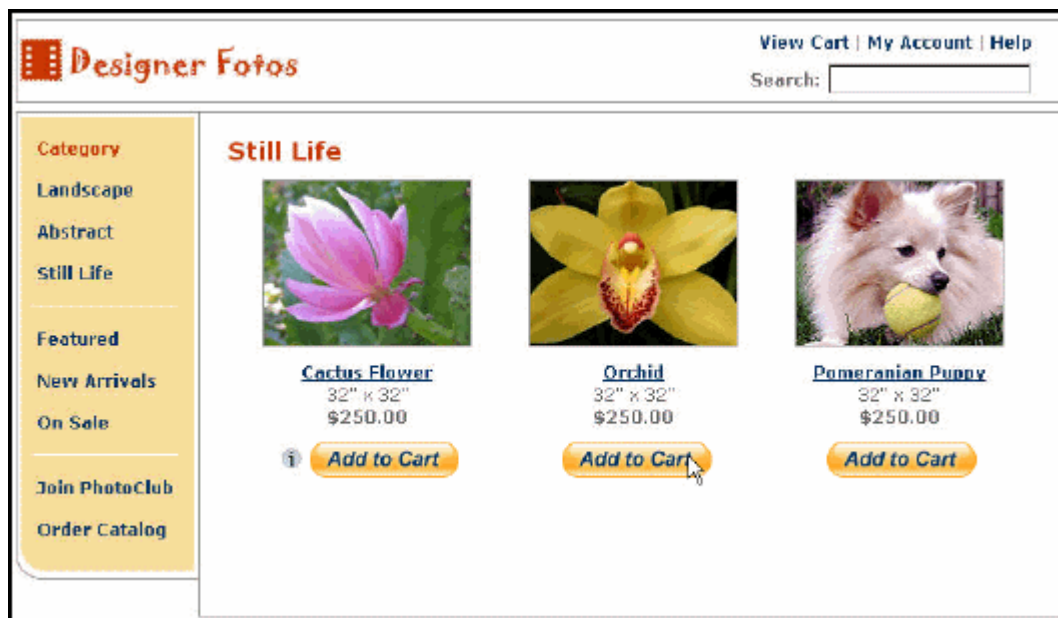 Designer Fotos
View Cart | My Account | Help
Search:
Category
Landscape
Abstract
Still Life
Featured
New Arrivals
On Sale
Join PhotoClub
Order Catalog
Still Life
Cactus Flower
32" x 32"
$250.00
i
Add to Cart
Orchid
32" x 32"
$250.00
Add to Cart
Pomeranian Puppy
32" x 32"
$250.00
Add to Cart